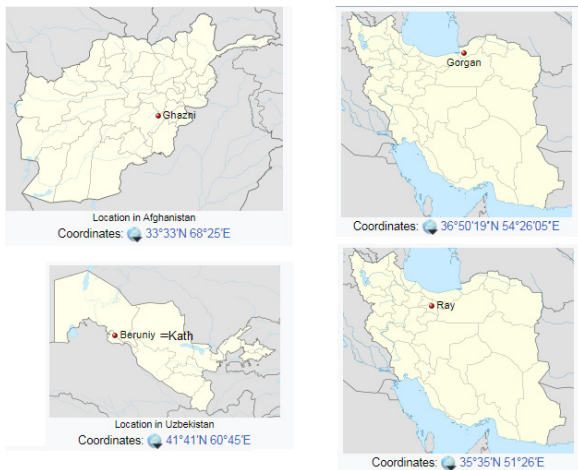 Ghazni
Location in Afghanistan
Coordinates: 33°33′N 68°25′E
Gorgan
Coordinates: 36°50′19″N 54°26′05″E
Beruniy =Kath
Location in Uzbekistan
Coordinates: 41°41′N 60°45′E
Ray
Coordinates: 35°35′N 51°26′E